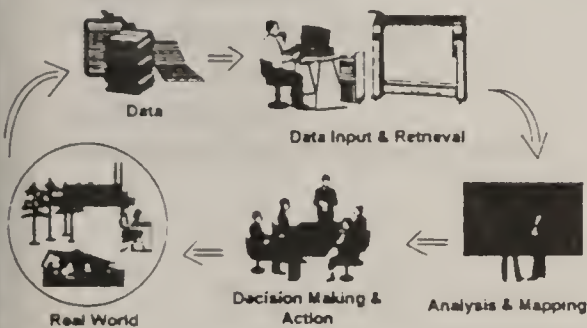 Data
Data Input & Retrieval
Real World
Decision Making &
Action
Analysis & Mapping